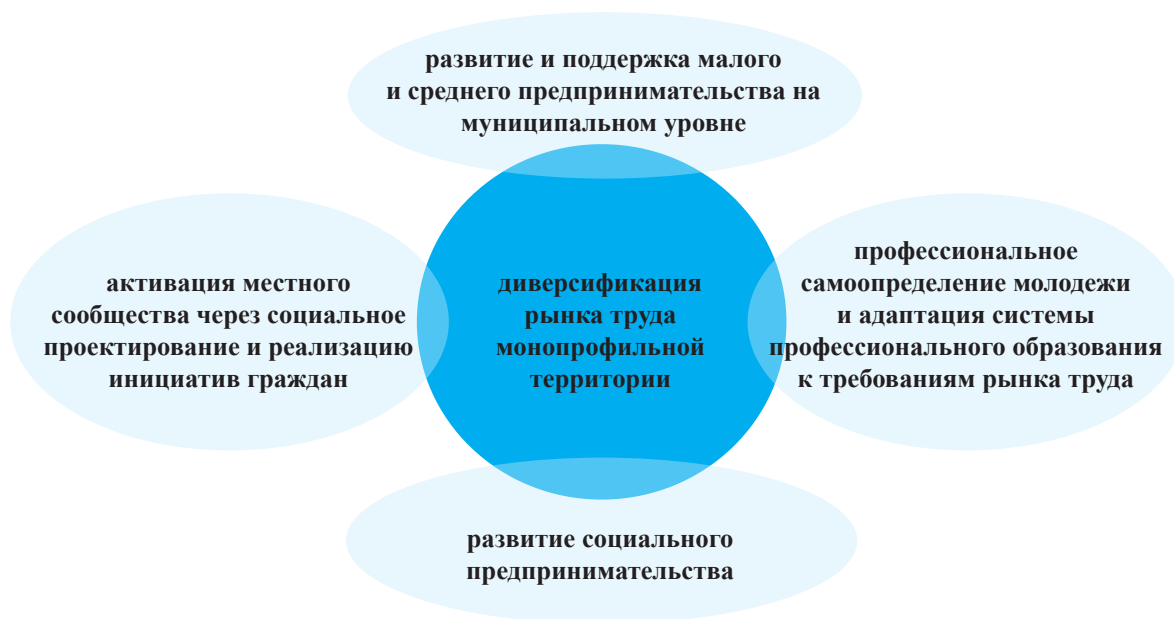 развитие и поддержка малого
и среднего предпринимательства на
муниципальном уровне
активация местного
сообщества через социальное
проектирование и реализацию
инициатив граждан
диверсификация
рынка труда
монопрофильной
территории
профессиональное
самоопределение молодежи
и адаптация системы
профессионального образования
к требованиям рынка труда
развитие социального
предпринимательства